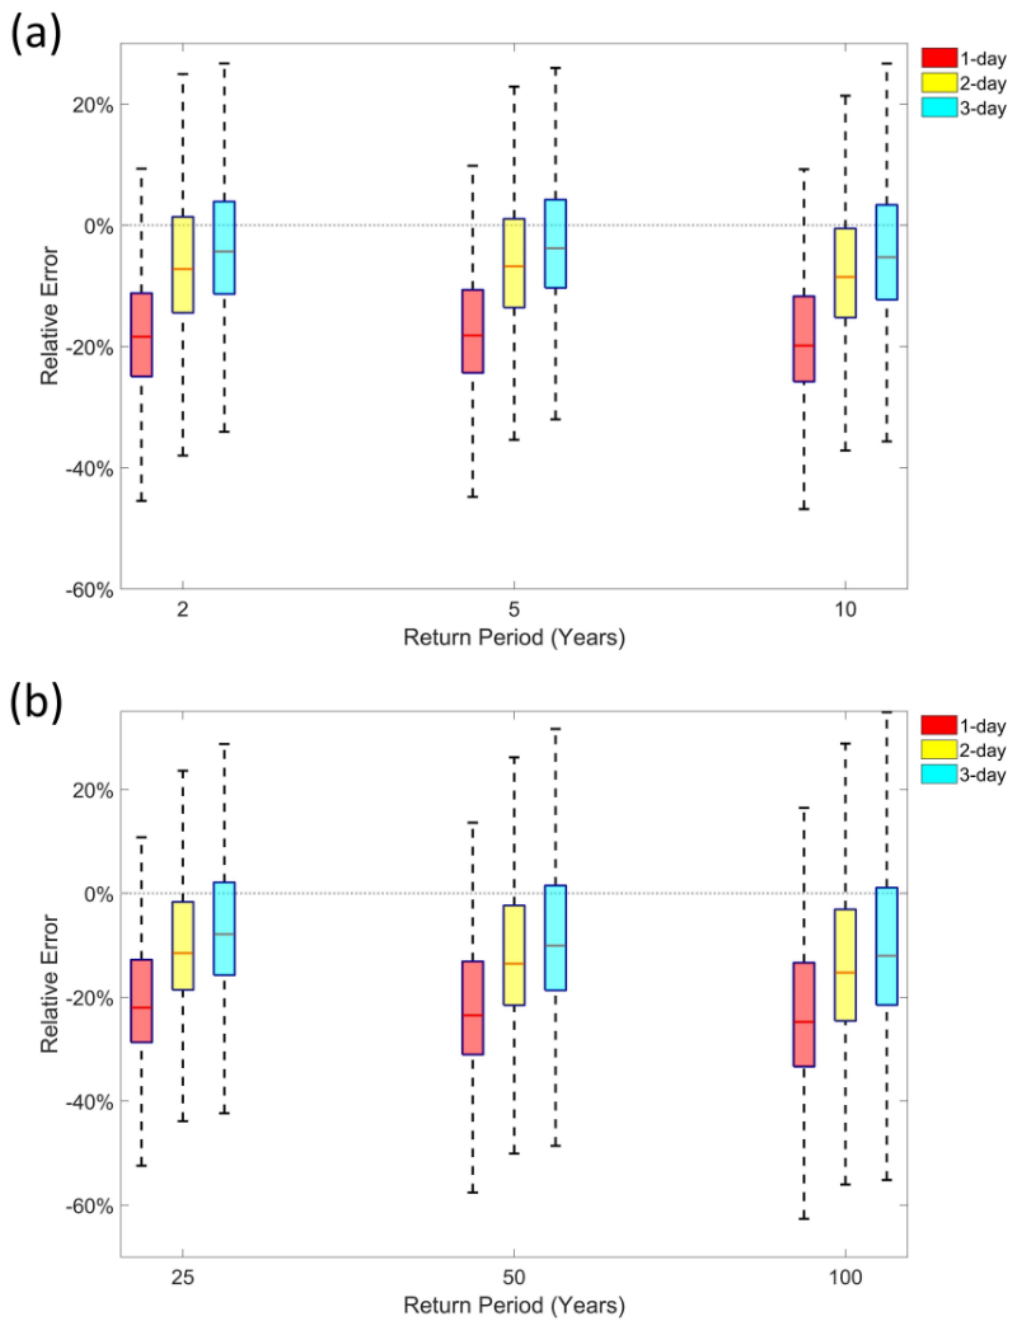 (a)
1-day
2-day
3-day
20%
0%
-20%
-40%
-60%
Relative Error
2
5
10
Return Period (Years)
(b)
1-day
2-day
3-day
20%
0%
-20%
-40%
-60%
Relative Error
25
50
100
Return Period (Years)